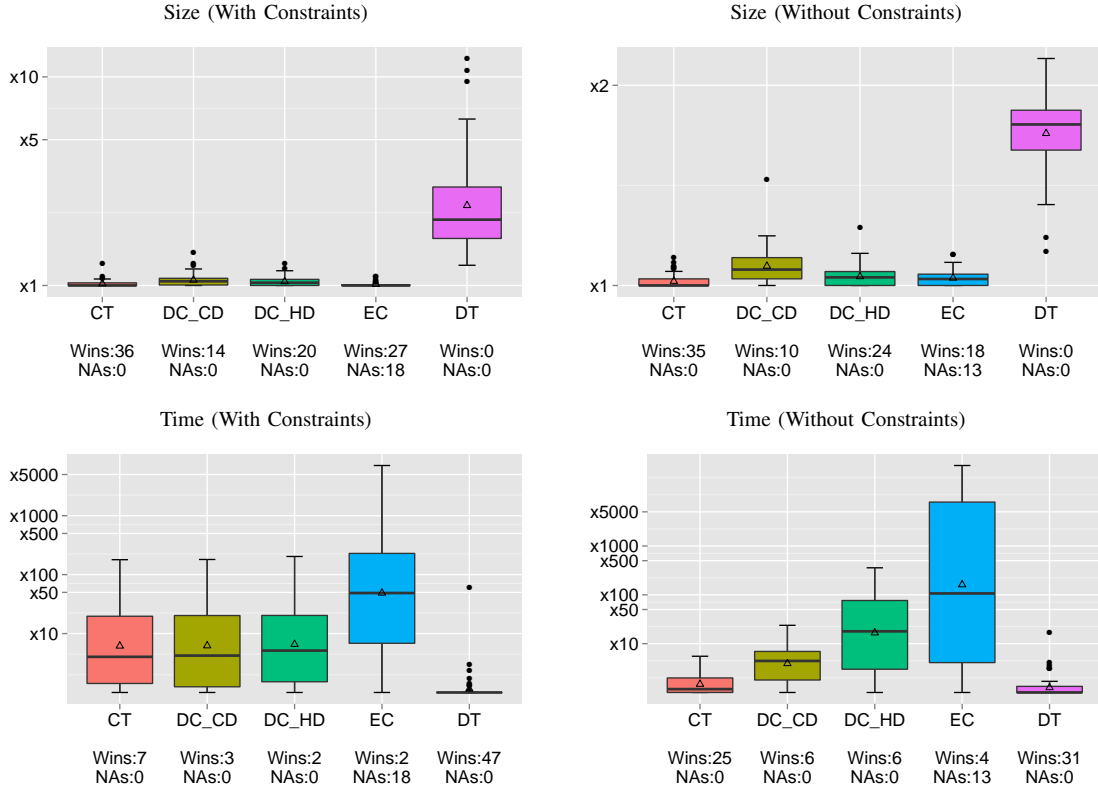 Size (With Constraints)
x10
x5
x1
CT DC_CD DC_HD EC DT
Wins:36 Wins:14 Wins:20 Wins:27 Wins:0
NAs:0 NAs:0 NAs:0 NAs:18 NAs:0
Size (Without Constraints)
x2
x1
CT DC_CD DC_HD EC DT
Wins:35 Wins:10 Wins:24 Wins:18 Wins:0
NAs:0 NAs:0 NAs:0 NAs:13 NAs:0
Time (With Constraints)
x5000
x1000
x500
x100
x50
x10
CT DC_CD DC_HD EC DT
Wins:7 Wins:3 Wins:2 Wins:2 Wins:47
NAs:0 NAs:0 NAs:0 NAs:18 NAs:0
Time (Without Constraints)
x5000
x1000
x500
x100
x50
x10
CT DC_CD DC_HD EC DT
Wins:25 Wins:6 Wins:6 Wins:4 Wins:31
NAs:0 NAs:0 NAs:0 NAs:13 NAs:0